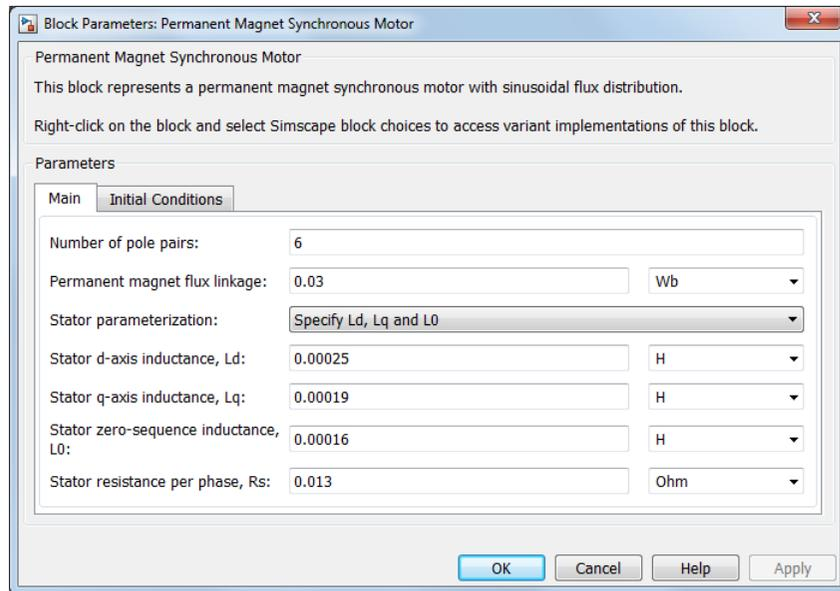 Block Parameters: Permanent Magnet Synchronous Motor
Permanent Magnet Synchronous Motor
This block represents a permanent magnet synchronous motor with sinusoidal flux distribution.
Right-click on the block and select Simscape block choices to access variant implementations of this block.
Parameters
Main Initial Conditions
Number of pole pairs: 6
Permanent magnet flux linkage: 0.03 Wb
Stator parameterization: Specify Ld, Lq and L0
Stator d-axis inductance, Ld: 0.00025 H
Stator q-axis inductance, Lq: 0.00019 H
Stator zero-sequence inductance,
L0: 0.00016 H
Stator resistance per phase, Rs: 0.013 Ohm
OK Cancel Help Apply